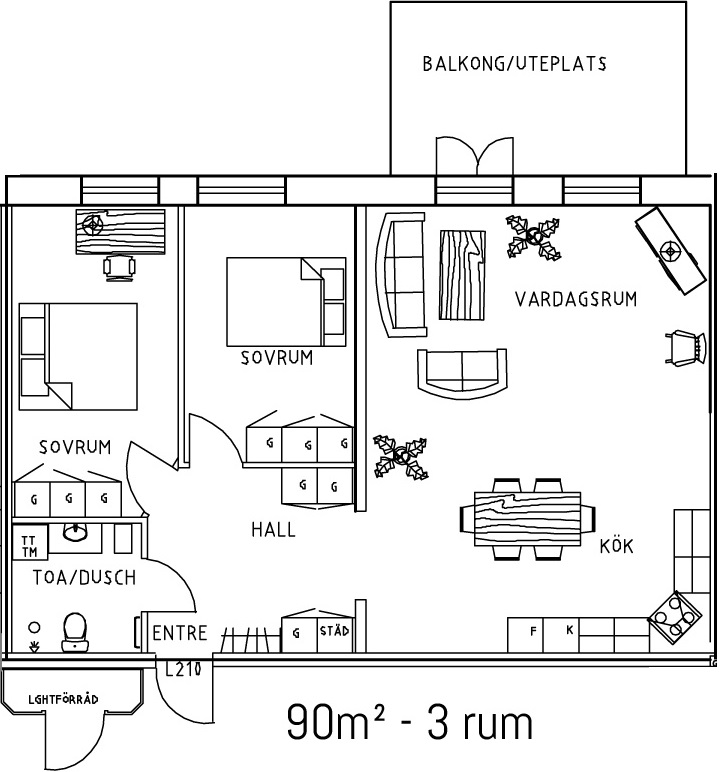 BALKONG/UTEPLATS
VARDAGSRUM
SOVRUM
SOVRUM
G G G
G G G
G G
HALL
TT
TM
KÖK
TOA/DUSCH
ENTRE
G STÄD
F K
L210
LGHTFÖRRÅD
G
90m² - 3 rum